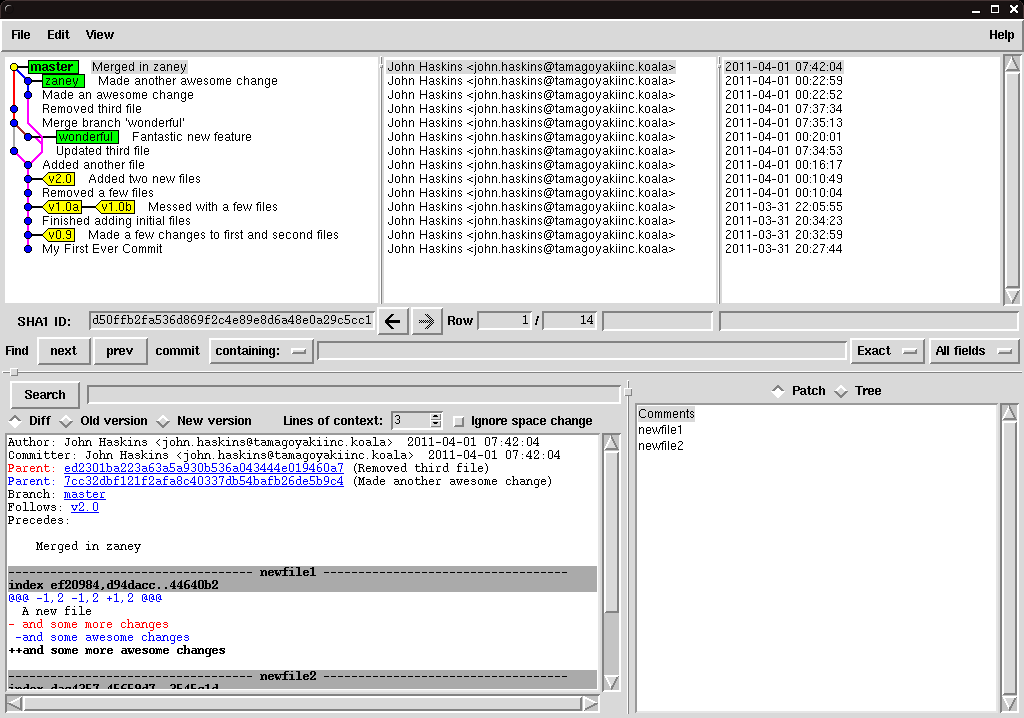 File Edit View Help
master Merged in zaney John Haskins <john.haskins@tamagoyakiinc.koala> 2011-04-01 07:42:04
zaney Made another awesome change John Haskins <john.haskins@tamagoyakiinc.koala> 2011-04-01 00:22:59
Made an awesome change John Haskins <john.haskins@tamagoyakiinc.koala> 2011-04-01 00:22:52
Removed third file John Haskins <john.haskins@tamagoyakiinc.koala> 2011-04-01 07:37:34
Merge branch 'wonderful' John Haskins <john.haskins@tamagoyakiinc.koala> 2011-04-01 07:35:13
wonderful Fantastic new feature John Haskins <john.haskins@tamagoyakiinc.koala> 2011-04-01 00:20:01
Updated third file John Haskins <john.haskins@tamagoyakiinc.koala> 2011-04-01 07:34:53
Added another file John Haskins <john.haskins@tamagoyakiinc.koala> 2011-04-01 00:16:17
v2.0 Added two new files John Haskins <john.haskins@tamagoyakiinc.koala> 2011-04-01 00:10:49
Removed a few files John Haskins <john.haskins@tamagoyakiinc.koala> 2011-04-01 00:10:04
v1.0a v1.0b Messed with a few files John Haskins <john.haskins@tamagoyakiinc.koala> 2011-03-31 22:05:55
Finished adding initial files John Haskins <john.haskins@tamagoyakiinc.koala> 2011-03-31 20:34:23
v0.9 Made a few changes to first and second files John Haskins <john.haskins@tamagoyakiinc.koala> 2011-03-31 20:32:59
My First Ever Commit John Haskins <john.haskins@tamagoyakiinc.koala> 2011-03-31 20:27:44
SHA1 ID: d50ffb2fa536d869f2c4e89e8d6a48e0a29c5cc1 Row 1 / 14
Find next prev commit containing: Exact All fields
Search
Diff Old version New version Lines of context: 3 Ignore space change
Author: John Haskins <john.haskins@tamagoyakiinc.koala> 2011-04-01 07:42:04
Committer: John Haskins <john.haskins@tamagoyakiinc.koala> 2011-04-01 07:42:04
Parent: ed2301ba223a63a5a930b536a043444e019460a7 (Removed third file)
Parent: 7cc32dbf121f2afa8c40337db54bafb26de5b9c4 (Made another awesome change)
Branch: master
Follows: v2.0
Precedes:
Merged in zaney
----------------------------------- newfile1 -----------------------------------
index ef20984,d94dacc..44640b2
@@@ -1,2 -1,2 +1,2 @@@
A new file
- and some more changes
-and some awesome changes
++and some more awesome changes
----------------------------------- newfile2 -----------------------------------
Patch Tree
Comments
newfile1
newfile2